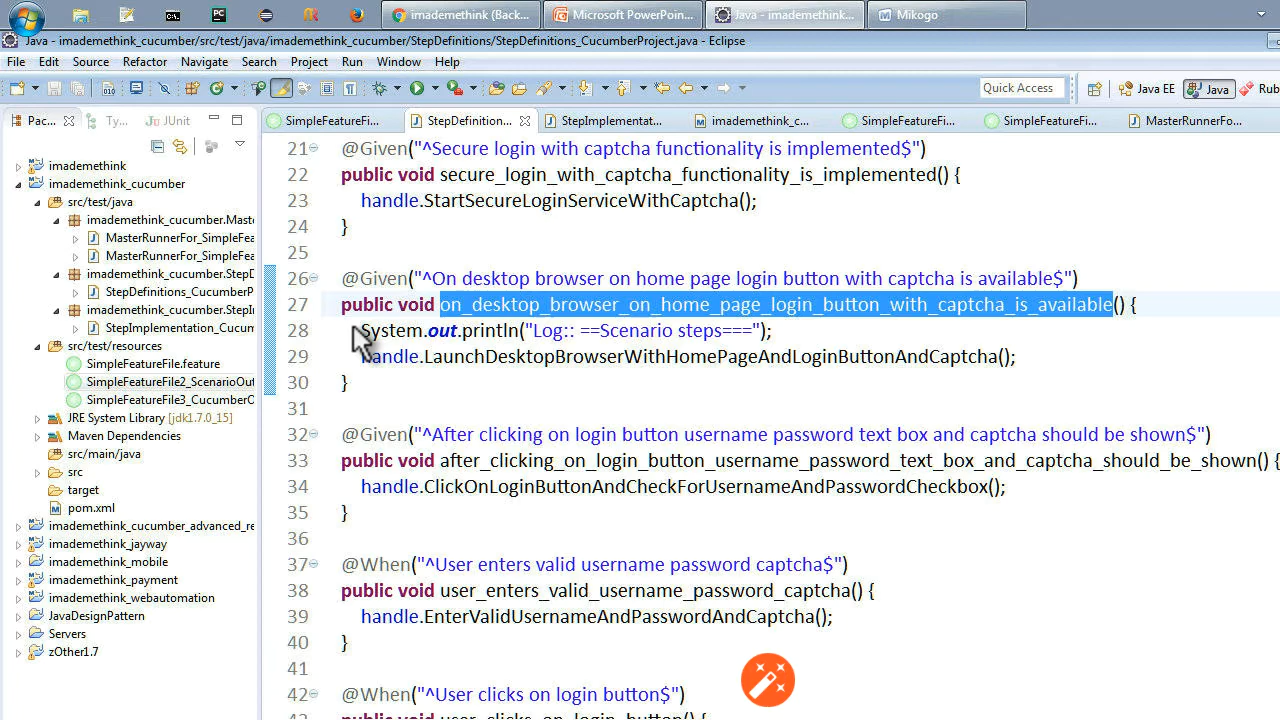 imademethink (Back...
Microsoft PowerPoin...
Java - imademethink...
Mikogo
Java - imademethink_cucumber/src/test/java/imademethink_cucumber/StepDefinitions/StepDefinitions_CucumberProject.java - Eclipse
File Edit Source Refactor Navigate Search Project Run Window Help
Quick Access
Java EE
Java
Rub
Pac...
Ty...
JUnit
SimpleFeatureFi...
StepDefinition...
StepImplementat...
imademethink_c...
SimpleFeatureFi...
SimpleFeatureFi...
MasterRunnerFo...
imademethink
imademethink_cucumber
src/test/java
imademethink_cucumber.Maste
MasterRunnerFor_SimpleFea
MasterRunnerFor_SimpleFea
imademethink_cucumber.StepD
StepDefinitions_CucumberP
imademethink_cucumber.StepI
StepImplementation_Cucum
src/test/resources
SimpleFeatureFile.feature
SimpleFeatureFile2_ScenarioOut
SimpleFeatureFile3_CucumberO
JRE System Library [jdk1.7.0_15]
Maven Dependencies
src/main/java
src
target
pom.xml
imademethink_cucumber_advanced_re
imademethink_jayway
imademethink_mobile
imademethink_payment
imademethink_webautomation
JavaDesignPattern
Servers
zOther1.7
21 @Given("^Secure login with captcha functionality is implemented$")
22 public void secure_login_with_captcha_functionality_is_implemented() {
23 handle.StartSecureLoginServiceWithCaptcha();
24 }
25
26 @Given("^On desktop browser on home page login button with captcha is available$")
27 public void on_desktop_browser_on_home_page_login_button_with_captcha_is_available() {
28 System.out.println("Log:: ==Scenario steps===");
29 handle.LaunchDesktopBrowserWithHomePageAndLoginButtonAndCaptcha();
30 }
31
32 @Given("^After clicking on login button username password text box and captcha should be shown$")
33 public void after_clicking_on_login_button_username_password_text_box_and_captcha_should_be_shown() {
34 handle.ClickOnLoginButtonAndCheckForUsernameAndPasswordCheckbox();
35 }
36
37 @When("^User enters valid username password captcha$")
38 public void user_enters_valid_username_password_captcha() {
39 handle.EnterValidUsernameAndPasswordAndCaptcha();
40 }
41
42 @When("^User clicks on login button$")
43 public void user_clicks_on_login_button() {